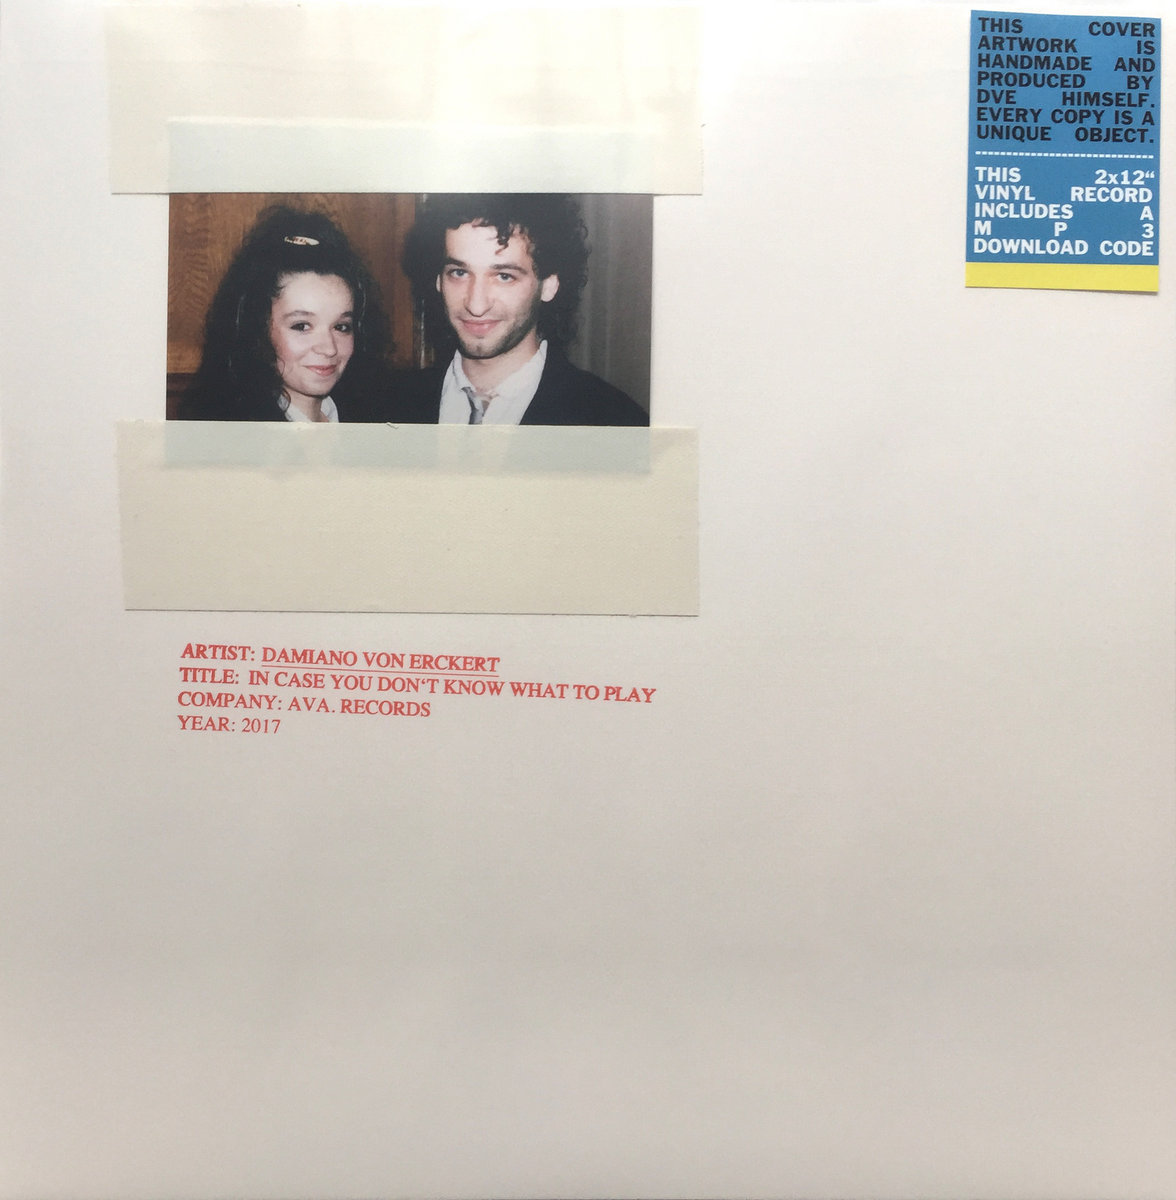 THIS COVER
ARTWORK IS
HANDMADE AND
PRODUCED BY
DVE HIMSELF.
EVERY COPY IS A
UNIQUE OBJECT.
THIS 2x12“
VINYL RECORD
INCLUDES A
M P 3
DOWNLOAD CODE
ARTIST: DAMIANO VON ERCKERT
TITLE: IN CASE YOU DON‘T KNOW WHAT TO PLAY
COMPANY: AVA. RECORDS
YEAR: 2017